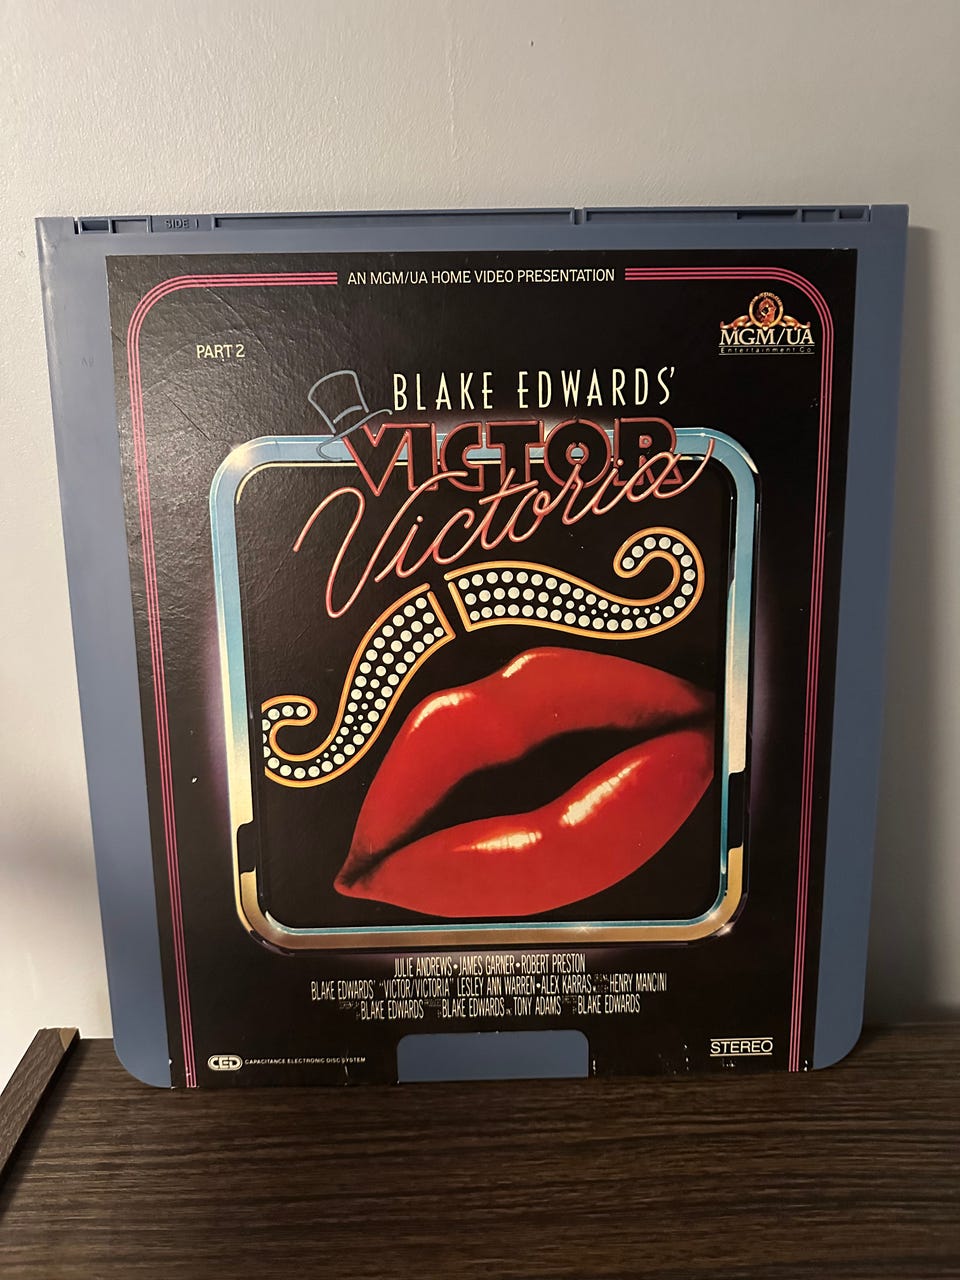 SIDE 1
AN MGM/UA HOME VIDEO PRESENTATION
PART 2
MGM/UA
Entertainment Co.
BLAKE EDWARDS'
VICTOR
Victoria
JULIE ANDREWS • JAMES GARNER • ROBERT PRESTON
BLAKE EDWARDS' "VICTOR/VICTORIA" LESLEY ANN WARREN • ALEX KARRAS HENRY MANCINI
BLAKE EDWARDS BLAKE EDWARDS AND TONY ADAMS BLAKE EDWARDS
CED CAPACITANCE ELECTRONIC DISC SYSTEM
STEREO